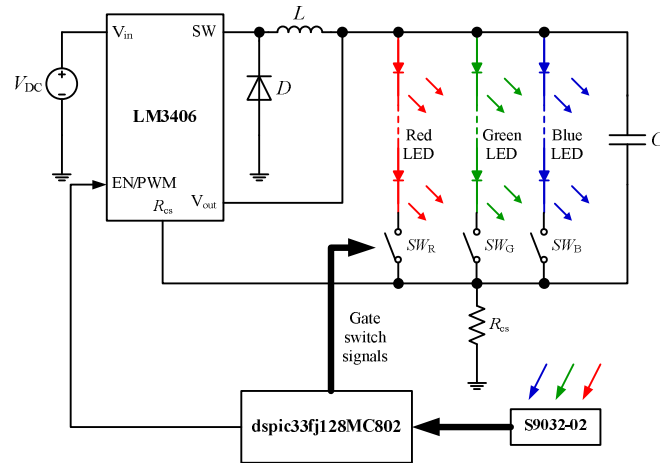 V_in
SW
L
V_DC
D
LM3406
Red
LED
Green
LED
Blue
LED
C
EN/PWM
R_cs
V_out
SW_R
SW_G
SW_B
Gate
switch
signals
R_cs
dspic33fj128MC802
S9032-02